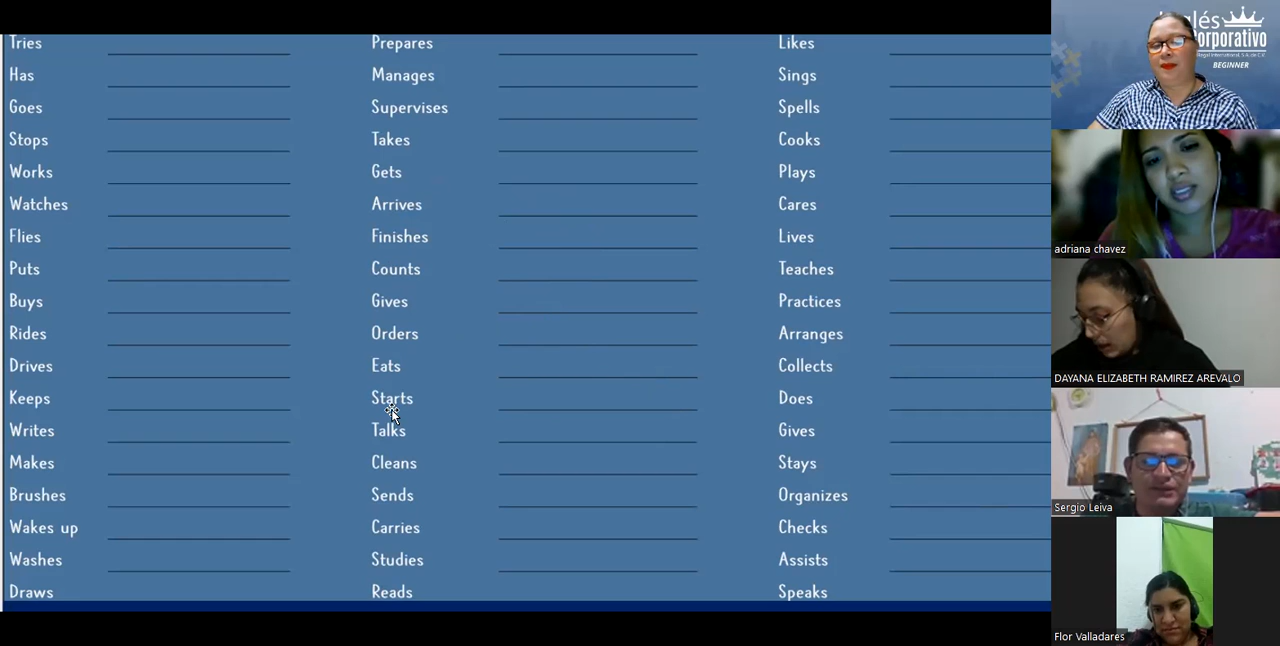 Tries
Has
Goes
Stops
Works
Watches
Flies
Puts
Buys
Rides
Drives
Keeps
Writes
Makes
Brushes
Wakes up
Washes
Draws
Prepares
Manages
Supervises
Takes
Gets
Arrives
Finishes
Counts
Gives
Orders
Eats
Starts
Talks
Cleans
Sends
Carries
Studies
Reads
Likes
Sings
Spells
Cooks
Plays
Cares
Lives
Teaches
Practices
Arranges
Collects
Does
Gives
Stays
Organizes
Checks
Assists
Speaks
BEGINNER
adriana chavez
DAYANA ELIZABETH RAMIREZ AREVALO
Sergio Leiva
Flor Valladares